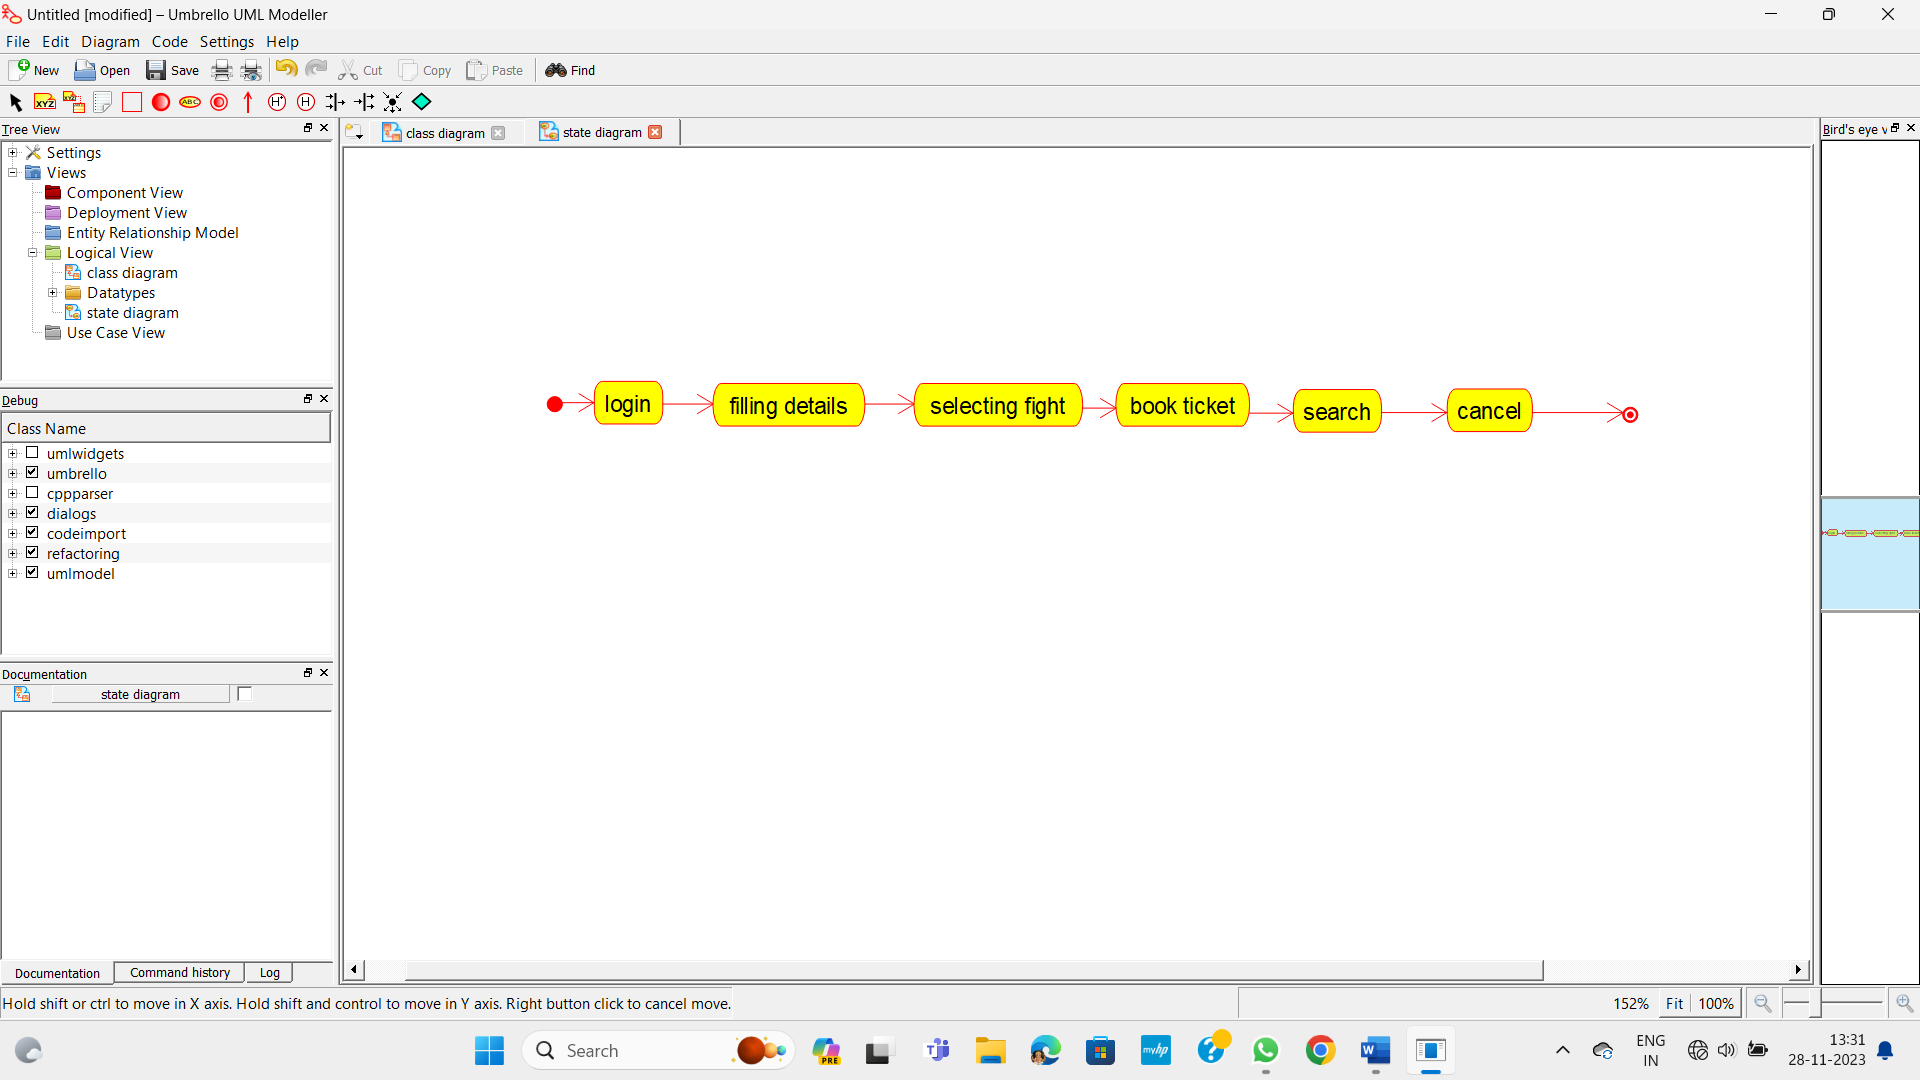 Untitled [modified] – Umbrello UML Modeller
File Edit Diagram Code Settings Help
New Open Save Cut Copy Paste Find
XYZ XYZ ABC H* H
Tree View
Settings
Views
Component View
Deployment View
Entity Relationship Model
Logical View
class diagram
Datatypes
state diagram
Use Case View
Debug
Class Name
umlwidgets
umbrello
cppparser
dialogs
codeimport
refactoring
umlmodel
Documentation
state diagram
Documentation Command history Log
class diagram state diagram
login filling details selecting fight book ticket search cancel
Bird's eye v
Hold shift or ctrl to move in X axis. Hold shift and control to move in Y axis. Right button click to cancel move.
152% Fit 100%
Search
PRE
myhp
ENG
IN
13:31
28-11-2023